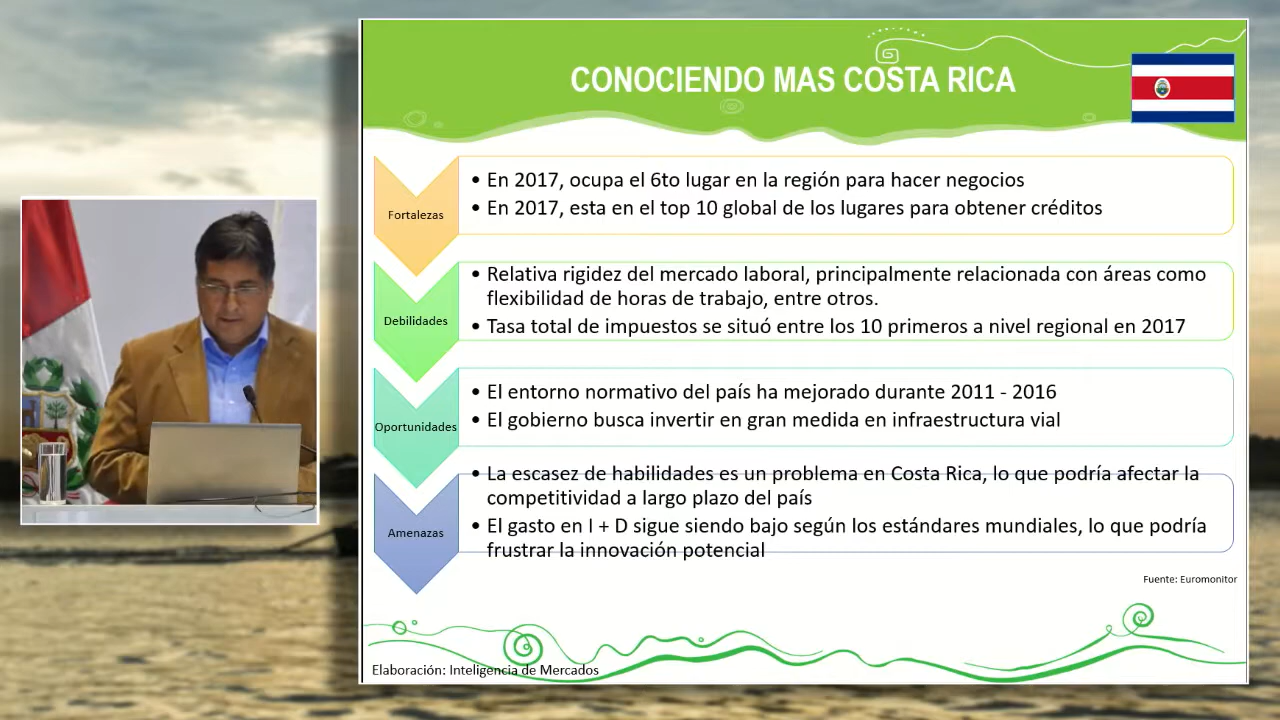 CONOCIENDO MAS COSTA RICA
Fortalezas
• En 2017, ocupa el 6to lugar en la región para hacer negocios
• En 2017, esta en el top 10 global de los lugares para obtener créditos
Debilidades
• Relativa rigidez del mercado laboral, principalmente relacionada con áreas como
flexibilidad de horas de trabajo, entre otros.
• Tasa total de impuestos se situó entre los 10 primeros a nivel regional en 2017
Oportunidades
• El entorno normativo del país ha mejorado durante 2011 - 2016
• El gobierno busca invertir en gran medida en infraestructura vial
Amenazas
• La escasez de habilidades es un problema en Costa Rica, lo que podría afectar la
competitividad a largo plazo del país
• El gasto en I + D sigue siendo bajo según los estándares mundiales, lo que podría
frustrar la innovación potencial
Fuente: Euromonitor
Elaboración: Inteligencia de Mercados